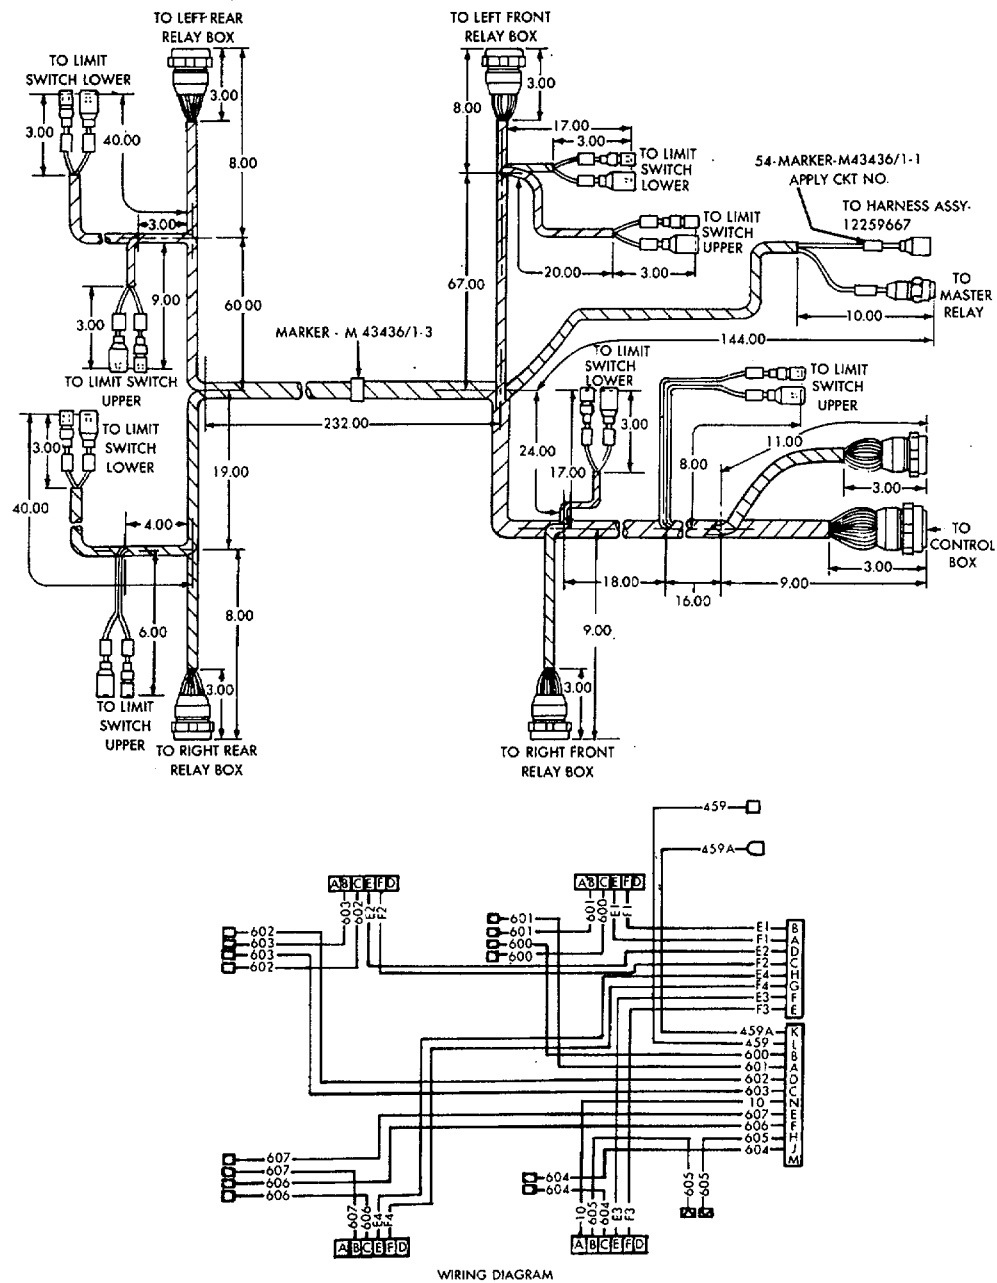 TO LEFT REAR
RELAY BOX
TO LEFT FRONT
RELAY BOX
TO LIMIT
SWITCH LOWER
3.00
40.00
3.00
8.00
3.00
8.00
3.00
17.00
3.00
TO LIMIT
SWITCH
LOWER
54-MARKER-M43436/1-1
APPLY CKT NO.
TO HARNESS ASSY-
12259667
3.00
9.00
60.00
67.00
20.00
3.00
TO LIMIT
SWITCH
UPPER
TO
MASTER
RELAY
10.00
144.00
MARKER - M 43436/1-3
TO LIMIT SWITCH
UPPER
TO LIMIT
SWITCH
LOWER
3.00
TO LIMIT
SWITCH
UPPER
232.00
3.00
40.00
TO LIMIT
SWITCH
LOWER
19.00
24.00
17.00
3.00
8.00
11.00
3.00
4.00
TO
CONTROL
BOX
3.00
18.00
16.00
9.00
6.00
8.00
9.00
3.00
3.00
TO LIMIT
SWITCH
UPPER
TO RIGHT REAR
RELAY BOX
TO RIGHT FRONT
RELAY BOX
459
459A
A B C E F D
603
602
E2
F2
A B C E F D
601
600
E1
F1
602
603
603
602
601
601
600
600
E1 B
F1 A
E2 D
F2 C
E4 H
F4 G
E3 F
F3 E
459A K
459 L
600 B
601 A
602 D
603 C
10 N
607 E
606 F
605 H
604 J
M
607
607
606
606
604
604
605
605
607
606
E4
F4
A B C E F D
10
605
604
E3
F3
A B C E F D
WIRING DIAGRAM